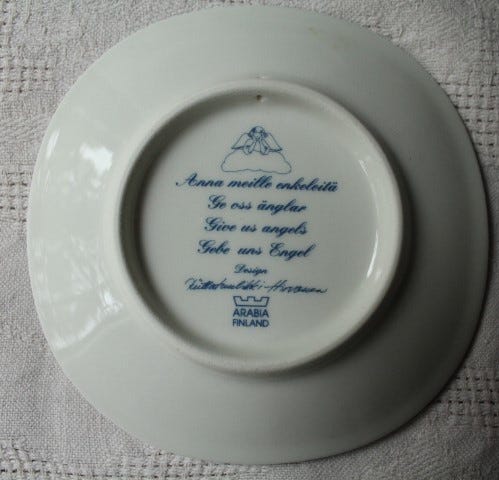 Anna meille enkeleitä
Ge oss änglar
Give us angels
Gebe uns Engel
Design
ARABIA
FINLAND